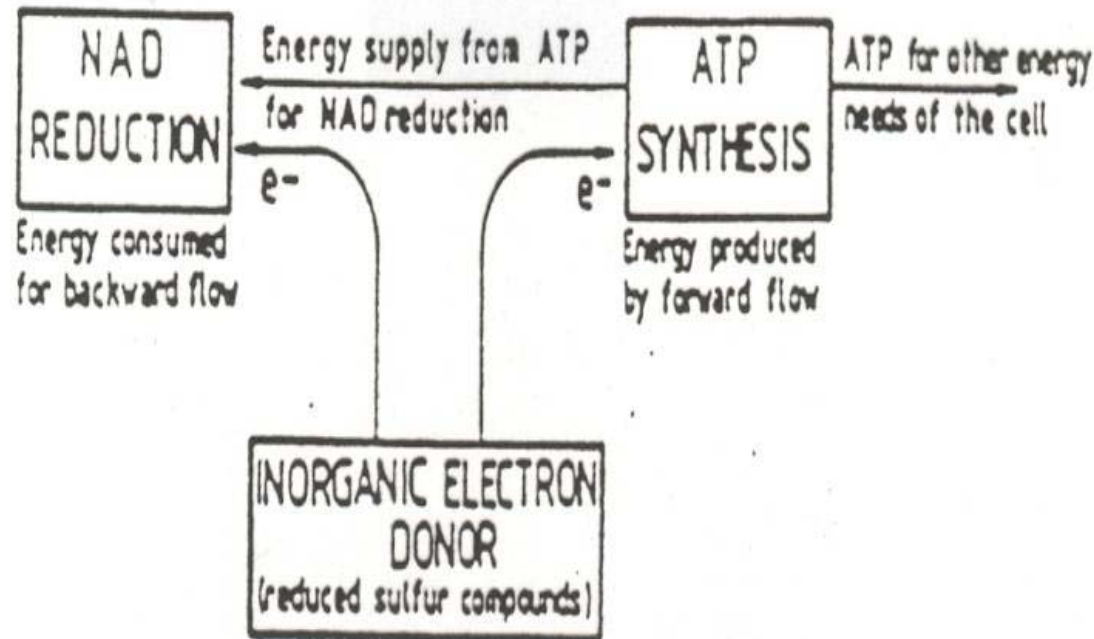 NAD
REDUCTION
Energy supply from ATP
for NAD reduction
e-
ATP
SYNTHESIS
e-
ATP for other energy
needs of the cell
Energy consumed
for backward flow
Energy produced
by forward flow
INORGANIC ELECTRON
DONOR
(reduced sulfur compounds)